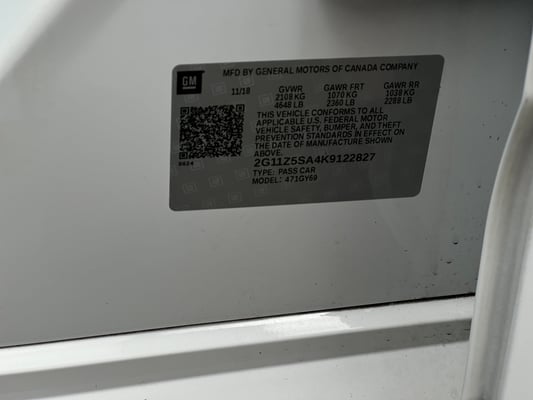 MFD BY GENERAL MOTORS OF CANADA COMPANY
GM
11/18 GVWR GAWR FRT GAWR RR
2108 KG 1070 KG 1038 KG
4648 LB 2360 LB 2288 LB
THIS VEHICLE CONFORMS TO ALL
APPLICABLE U.S. FEDERAL MOTOR
VEHICLE SAFETY, BUMPER, AND THEFT
PREVENTION STANDARDS IN EFFECT ON
THE DATE OF MANUFACTURE SHOWN
ABOVE.
2G11Z5SA4K9122827
TYPE: PASS CAR
MODEL: 471GY69